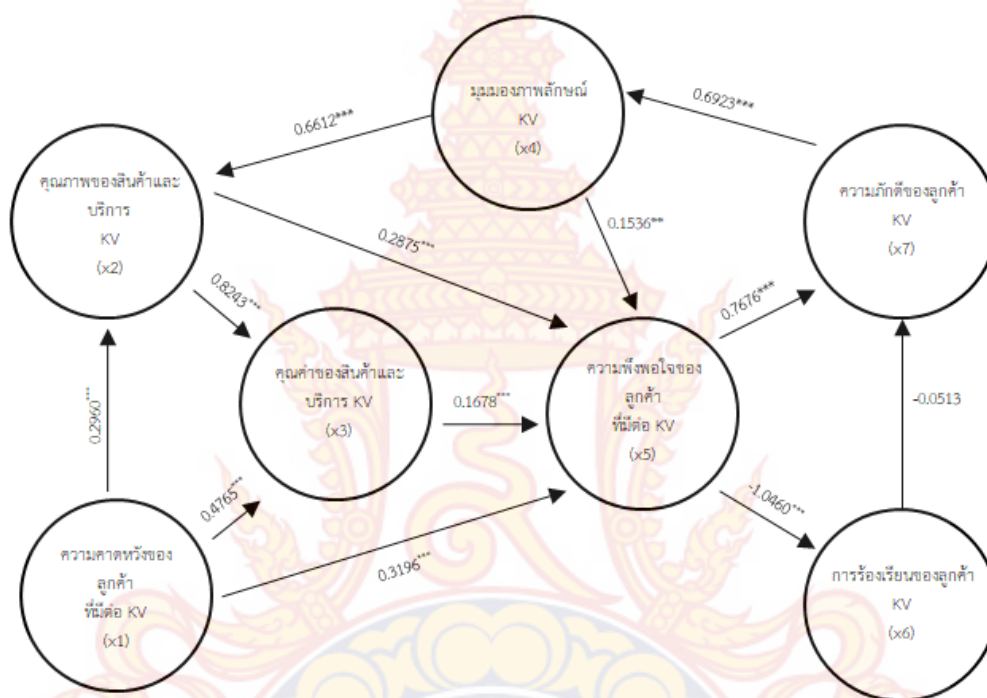 มุมมองภาพลักษณ์
KV
(x4)
0.6612***
0.6923***
คุณภาพของสินค้าและ
บริการ
KV
(x2)
ความภักดีของลูกค้า
KV
(x7)
0.1536**
0.2875***
0.8243***
0.7676***
คุณค่าของสินค้าและ
บริการ KV
(x3)
ความพึงพอใจของ
ลูกค้า
ที่มีต่อ KV
(x5)
0.1678***
-0.0513
0.2960***
0.4765***
-1.0460***
0.3196***
ความคาดหวังของ
ลูกค้า
ที่มีต่อ KV
(x1)
การร้องเรียนของลูกค้า
KV
(x6)